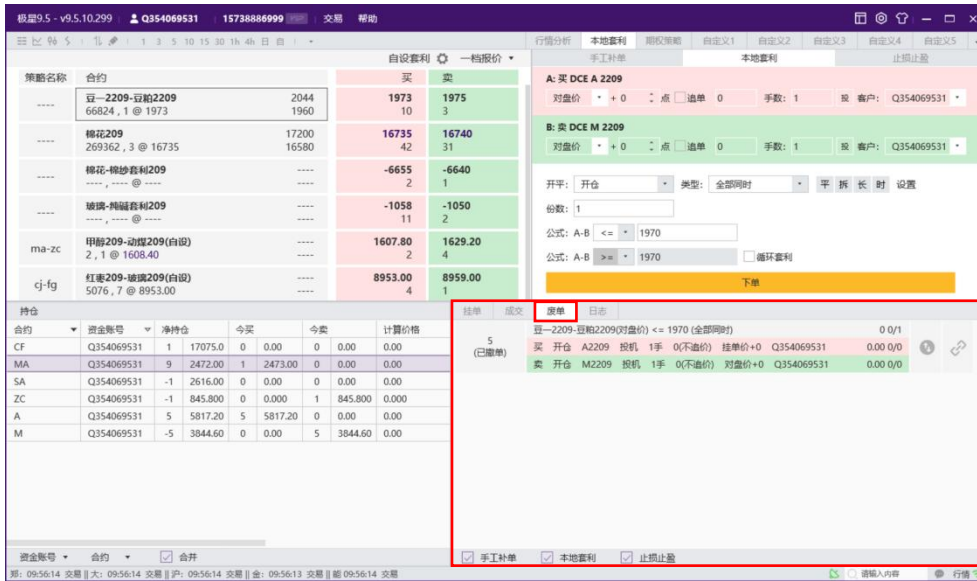 极星9.5 - v9.5.10.299 Q354069531 15738886999 交易 帮助
1 3 5 10 15 30 1h 4h 日 自
行情分析 本地套利 期权策略 自定义1 自定义2 自定义3 自定义4 自定义5
自设套利 一档报价
手工补单 本地套利 止损止盈
策略名称 合约 买 卖
---- 豆一2209-豆粕2209 2044 1973 1975
66824 , 1 @ 1973 1960 10 3
---- 棉花209 17200 16735 16740
269362 , 3 @ 16735 16580 42 31
---- 棉花-棉纱套利209 ---- -6655 -6640
---- , ---- @ ---- ---- 2 1
---- 玻璃-纯碱套利209 ---- -1058 -1050
---- , ---- @ ---- ---- 11 2
ma-zc 甲醇209-动煤209(自设) ---- 1607.80 1629.20
2 , 1 @ 1608.40 ---- 2 4
cj-fg 红枣209-玻璃209(自设) ---- 8953.00 8959.00
5076 , 7 @ 8953.00 ---- 4 1
A: 买 DCE A 2209
对盘价 + 0 点 追单 0 手数: 1 投 客户: Q354069531
B: 卖 DCE M 2209
对盘价 + 0 点 追单 0 手数: 1 投 客户: Q354069531
开平: 开仓 类型: 全部同时 平 拆 长 时 设置
份数: 1
公式: A-B <= 1970
公式: A-B >= 1970 循环套利
下单
持仓
合约 资金账号 净持仓 今买 今卖 计算价格
CF Q354069531 1 17075.0 0 0.00 0 0.00 0.00
MA Q354069531 9 2472.00 1 2473.00 0 0.00 0.00
SA Q354069531 -1 2616.00 0 0.00 0 0.00 0.00
ZC Q354069531 -1 845.800 0 0.000 1 845.800 0.000
A Q354069531 5 5817.20 5 5817.20 0 0.00 0.00
M Q354069531 -5 3844.60 0 0.00 5 3844.60 0.00
挂单 成交 废单 日志
豆一2209-豆粕2209(对盘价) <= 1970 (全部同时) 0 0/1
5
(已撤单)
买 开仓 A2209 投机 1手 0(不追价) 挂单价+0 Q354069531 0.00 0/0
卖 开仓 M2209 投机 1手 0(不追价) 对盘价+0 Q354069531 0.00 0/0
资金账号 合约 合并
手工补单 本地套利 止损止盈
郑: 09:56:14 交易 || 大: 09:56:14 交易 || 沪: 09:56:14 交易 || 金: 09:56:13 交易 || 能 09:56:14 交易
请输入内容 行情